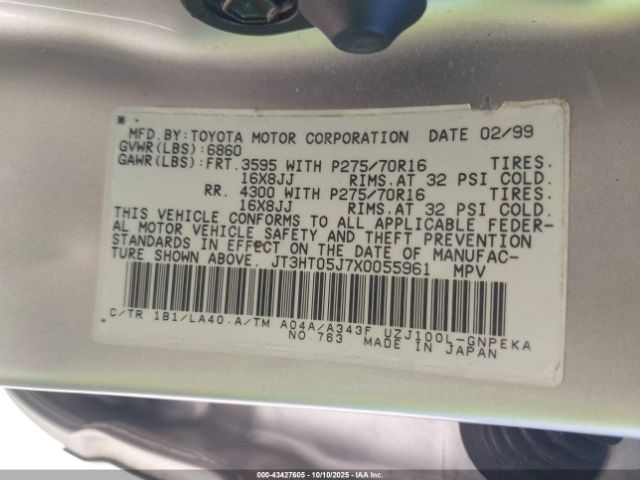 * MFD.BY:TOYOTA MOTOR CORPORATION DATE 02/99
GVWR(LBS):6860
GAWR(LBS):FRT.3595 WITH P275/70R16 TIRES.
16X8JJ RIMS.AT 32 PSI COLD.
RR. 4300 WITH P275/70R16 TIRES.
16X8JJ RIMS.AT 32 PSI COLD.
THIS VEHICLE CONFORMS TO ALL APPLICABLE FEDER-
AL MOTOR VEHICLE SAFETY AND THEFT PREVENTION
STANDARDS IN EFFECT ON THE DATE OF MANUFAC-
TURE SHOWN ABOVE. JT3HT05J7X0055961 MPV
C/TR 1B1/LA40.A/TM A04A/A343F UZJ100L-GNPEKA
NO.763 MADE IN JAPAN
000-43427605 - 10/10/2025 - IAAI.COM